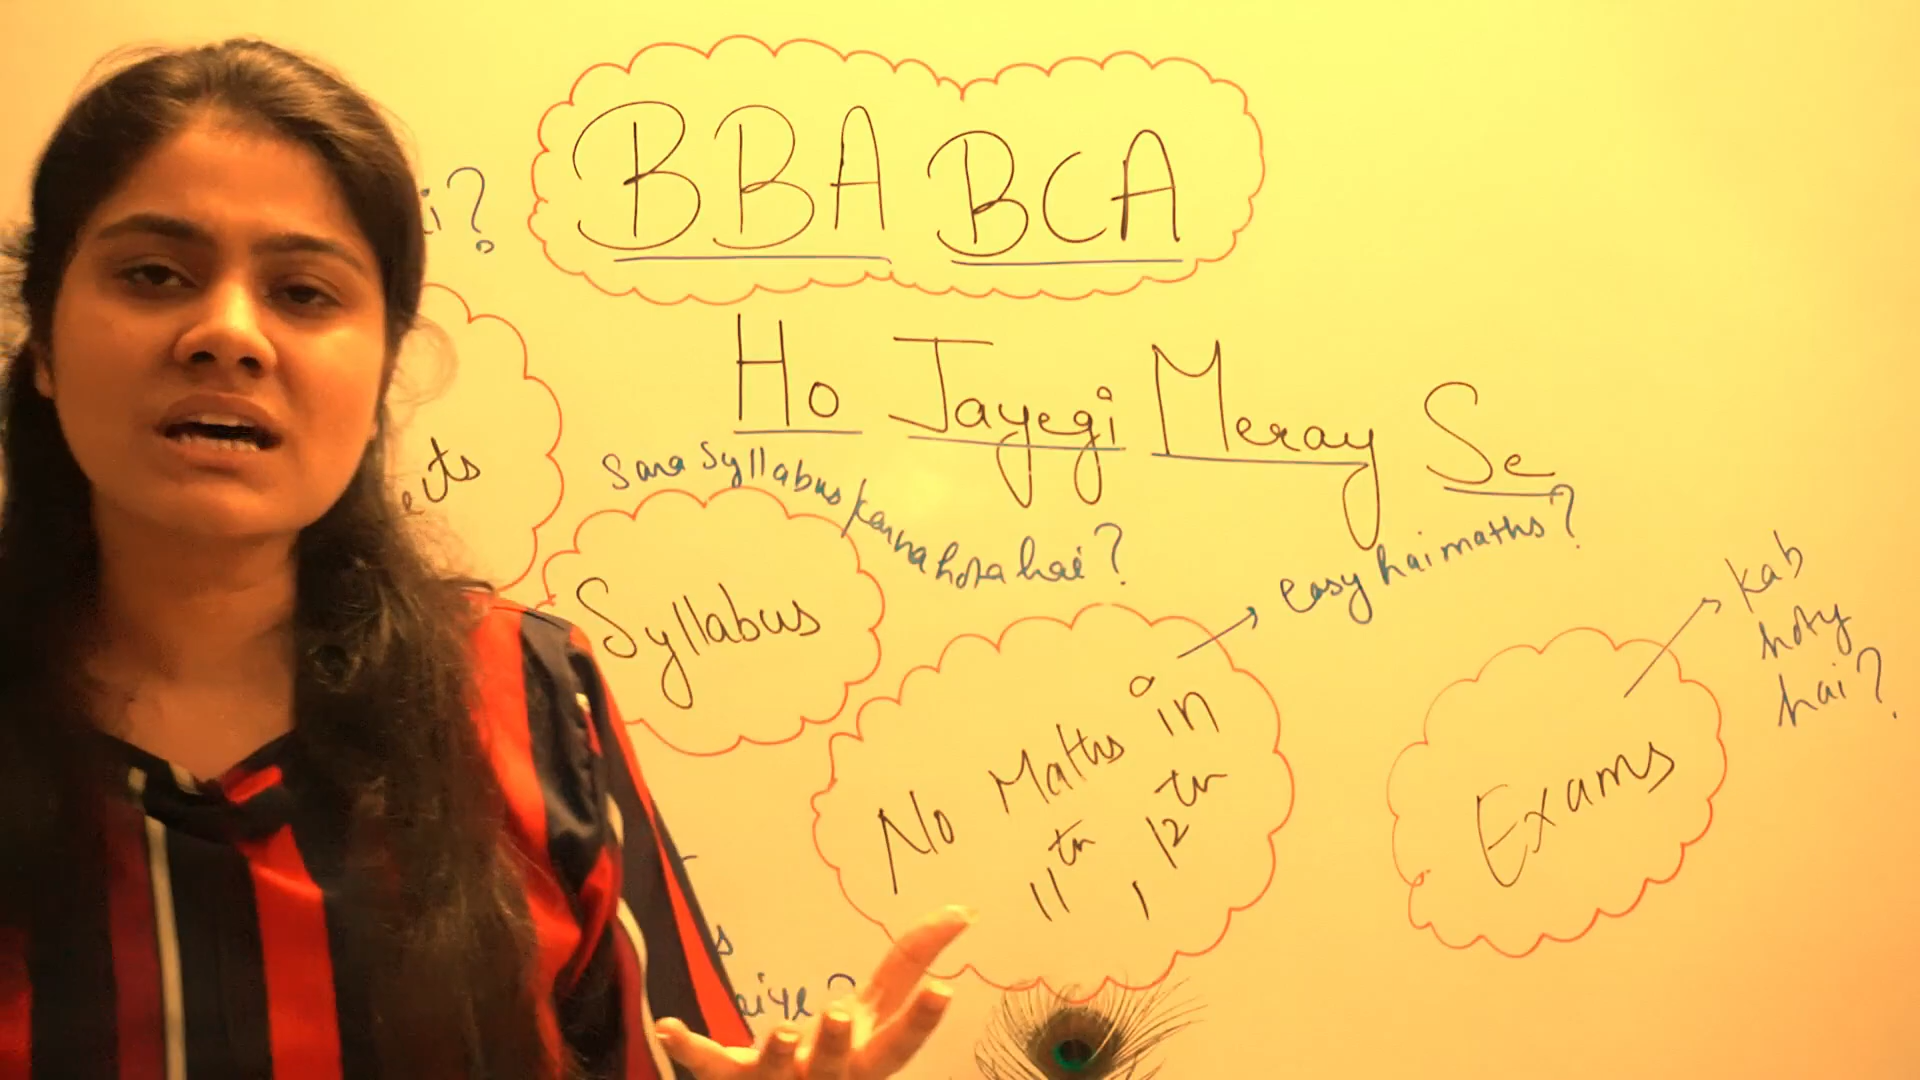 BBA BCA
Ho Jayegi Meray Se
Sara Syllabus karna hota hai?
easy hai maths?
Syllabus
No Maths in
11th, 12th
Exams
Kab
hoty
hai?